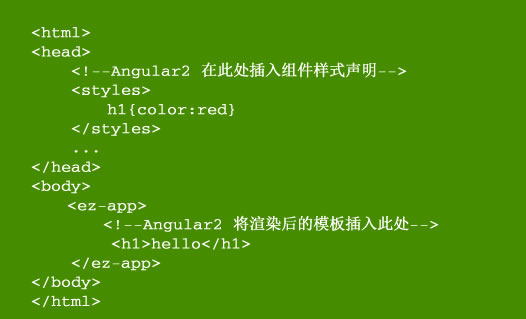 <html>
<head>
<!--Angular2 在此处插入组件样式声明-->
<styles>
h1{color:red}
</styles>
...
</head>
<body>
<ez-app>
<!--Angular2 将渲染后的模板插入此处-->
<h1>hello</h1>
</ez-app>
</body>
</html>